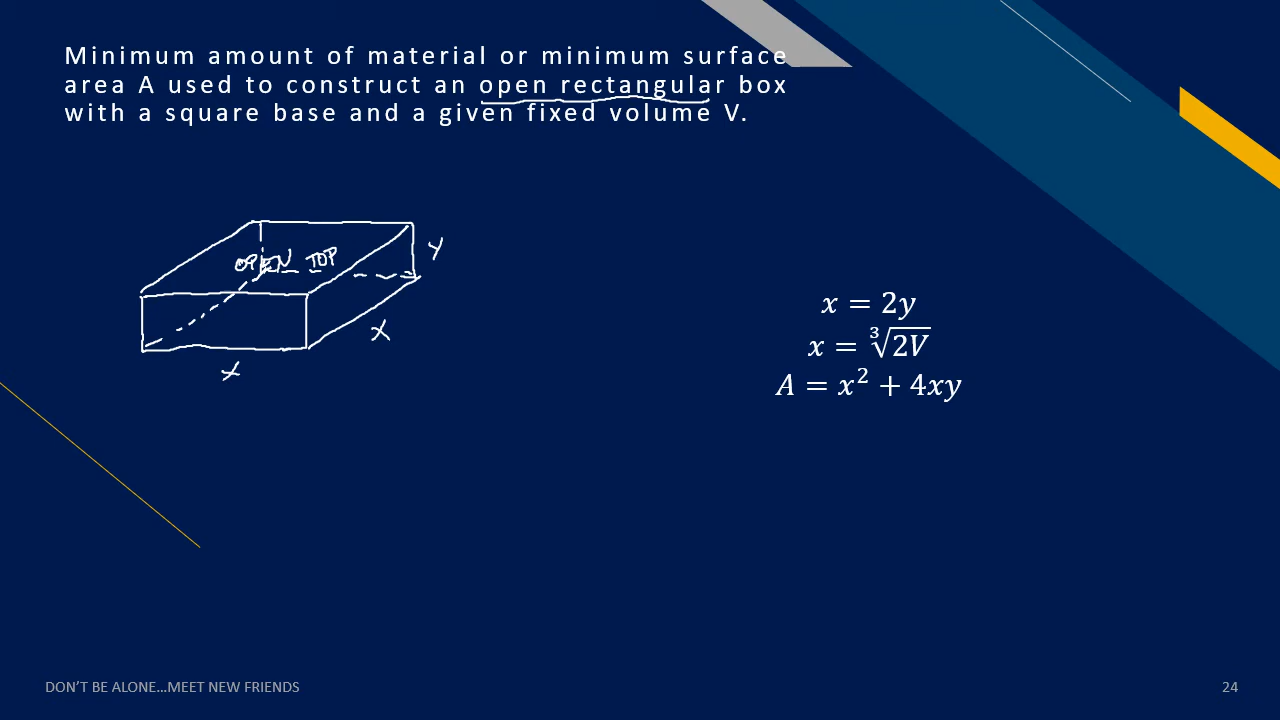 Minimum amount of material or minimum surface
area A used to construct an open rectangular box
with a square base and a given fixed volume V.
OPEN TOP
Y
X
X
x = 2y
x = ∛2V
A = x² + 4xy
DON'T BE ALONE…MEET NEW FRIENDS
24